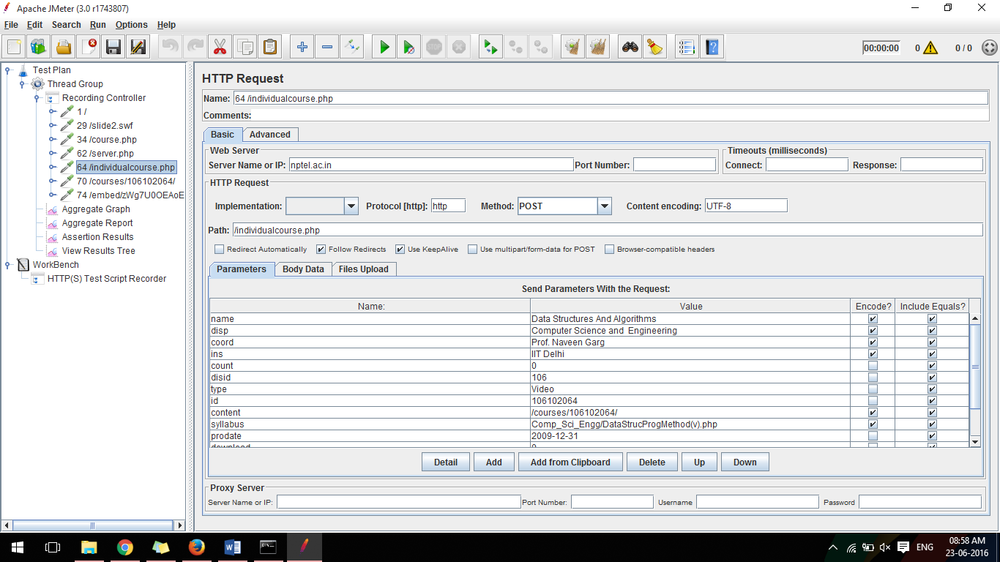 Apache JMeter (3.0 r1743807)
File Edit Search Run Options Help
00:00:00 0 0 / 0
Test Plan
Thread Group
Recording Controller
1 /
29 /slide2.swf
34 /course.php
62 /server.php
64 /individualcourse.php
70 /courses/106102064/
74 /embed/zWg7U0OEAoE
Aggregate Graph
Aggregate Report
Assertion Results
View Results Tree
WorkBench
HTTP(S) Test Script Recorder
HTTP Request
Name: 64 /individualcourse.php
Comments:
Basic Advanced
Web Server
Server Name or IP: nptel.ac.in Port Number:
Timeouts (milliseconds)
Connect: Response:
HTTP Request
Implementation: Protocol [http]: http Method: POST Content encoding: UTF-8
Path: /individualcourse.php
Redirect Automatically Follow Redirects Use KeepAlive Use multipart/form-data for POST Browser-compatible headers
Parameters Body Data Files Upload
Send Parameters With the Request:
Name: Value Encode? Include Equals?
name Data Structures And Algorithms
disp Computer Science and Engineering
coord Prof. Naveen Garg
ins IIT Delhi
count 0
disid 106
type Video
id 106102064
content /courses/106102064/
syllabus Comp_Sci_Engg/DataStrucProgMethod(v).php
prodate 2009-12-31
download 0
Detail Add Add from Clipboard Delete Up Down
Proxy Server
Server Name or IP: Port Number: Username Password
ENG
08:58 AM
23-06-2016